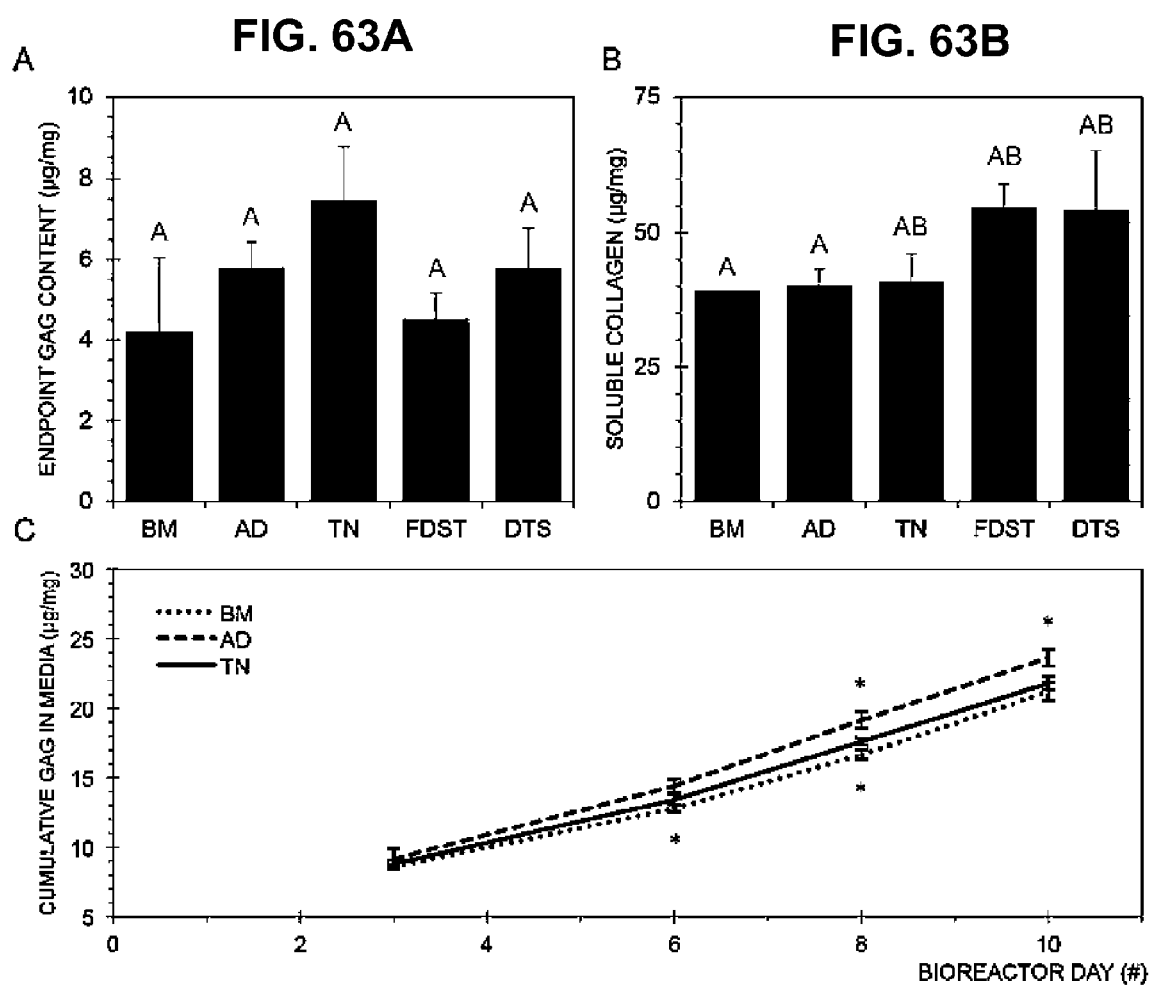 FIG. 63A
A
ENDPOINT GAG CONTENT (µg/mg)
10
8
6
4
2
0
A
A
A
A
A
BM AD TN FDST DTS
FIG. 63B
B
SOLUBLE COLLAGEN (µg/mg)
75
50
25
0
A
A
AB
AB
AB
BM AD TN FDST DTS
C
CUMULATIVE GAG IN MEDIA (µg/mg)
30
25
20
15
10
5
BM
AD
TN
*
*
*
*
0 2 4 6 8 10
BIOREACTOR DAY (#)